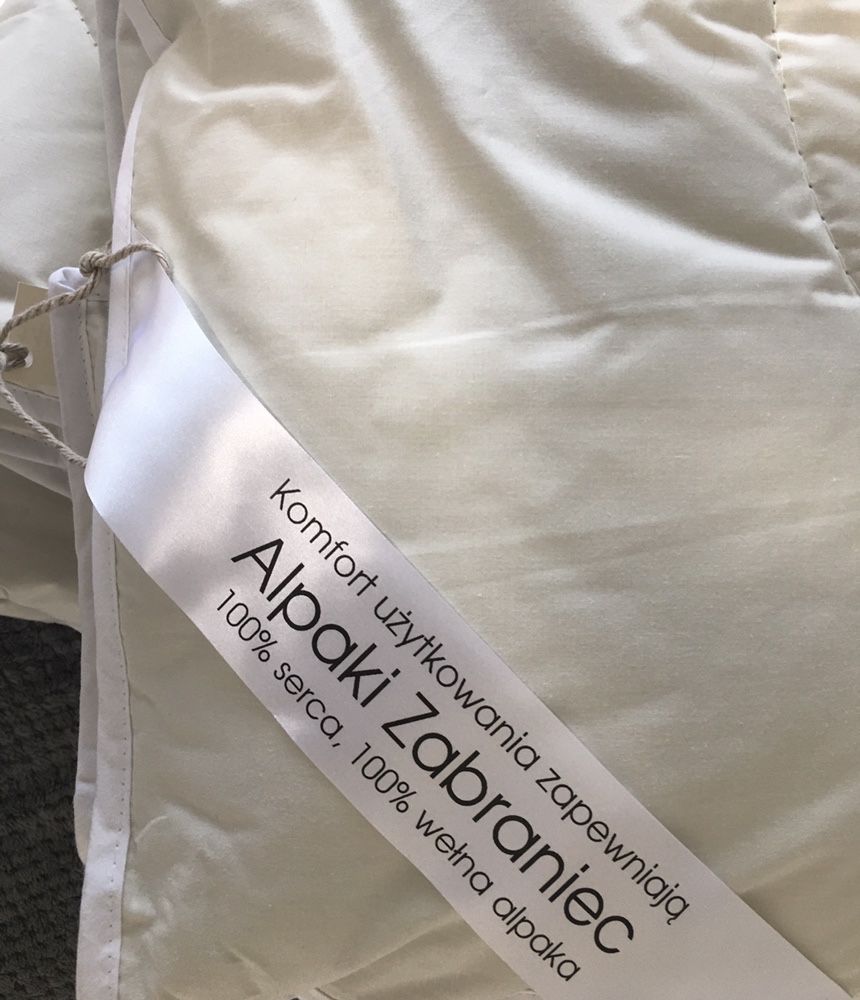 Komfort użytkowania zapewniają
Alpaki Zabraniec
100% serca, 100% wełna alpaka